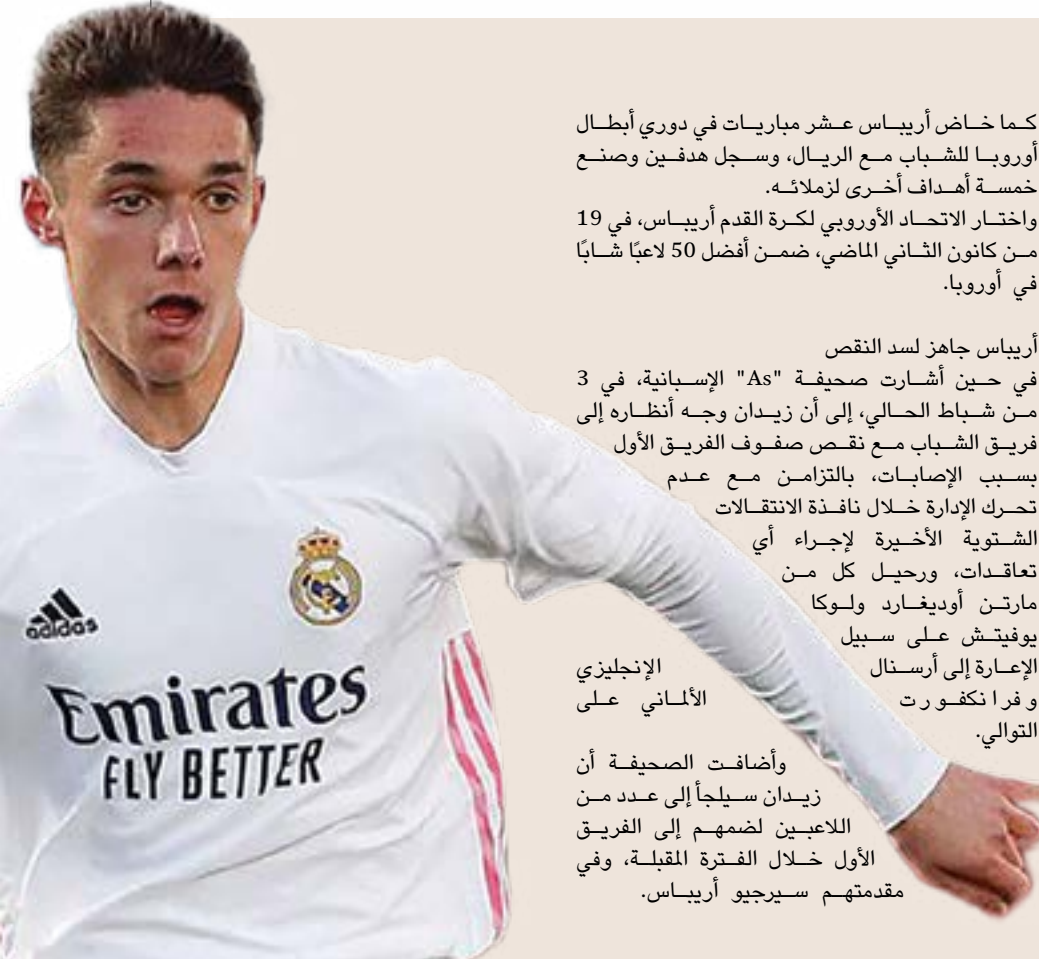 كما خاض أريباس عشر مباريات في دوري أبطال
أوروبا للشباب مع الريال، وسجل هدفين وصنع
خمسة أهداف أخرى لزملائه.
واختار الاتحاد الأوروبي لكرة القدم أريباس، في 19
من كانون الثاني الماضي، ضمن أفضل 50 لاعبًا شابًا
في أوروبا.
أريباس جاهز لسد النقص
في حين أشارت صحيفة "As" الإسبانية، في 3
من شباط الحالي، إلى أن زيدان وجه أنظاره إلى
فريق الشباب مع نقص صفوف الفريق الأول
بسبب الإصابات، بالتزامن مع عدم
تحرك الإدارة خلال نافذة الانتقالات
الشتوية الأخيرة لإجراء أي
تعاقدات، ورحيل كل من
مارتن أوديغارد ولوكا
يوفيتش على سبيل
الإعارة إلى أرسنال الإنجليزي
وفرانكفورت الألماني على
التوالي.
وأضافت الصحيفة أن
زيدان سيلجأ إلى عدد من
اللاعبين لضمهم إلى الفريق
الأول خلال الفترة المقبلة، وفي
مقدمتهم سيرجيو أريباس.
adidas
Emirates
FLY BETTER